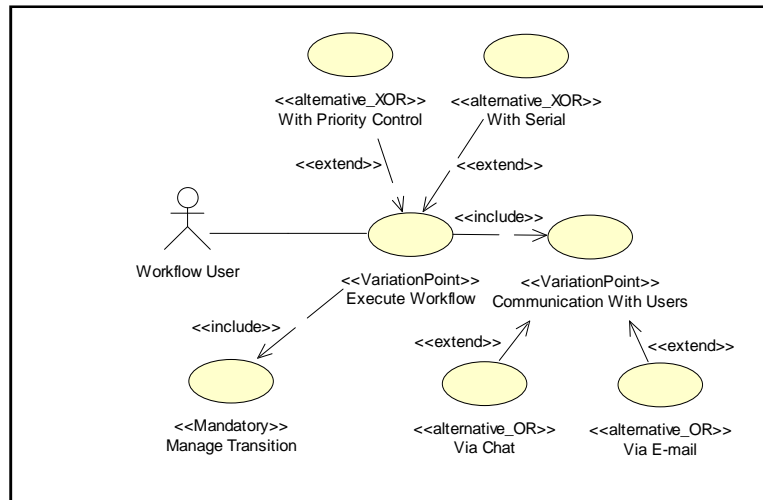 <<alternative_XOR>>
With Priority Control
<<alternative_XOR>>
With Serial
<<extend>>
<<extend>>
<<include>>
Workflow User
<<VariationPoint>>
Execute Workflow
<<VariationPoint>>
Communication With Users
<<include>>
<<extend>>
<<extend>>
<<Mandatory>>
Manage Transition
<<alternative_OR>>
Via Chat
<<alternative_OR>>
Via E-mail